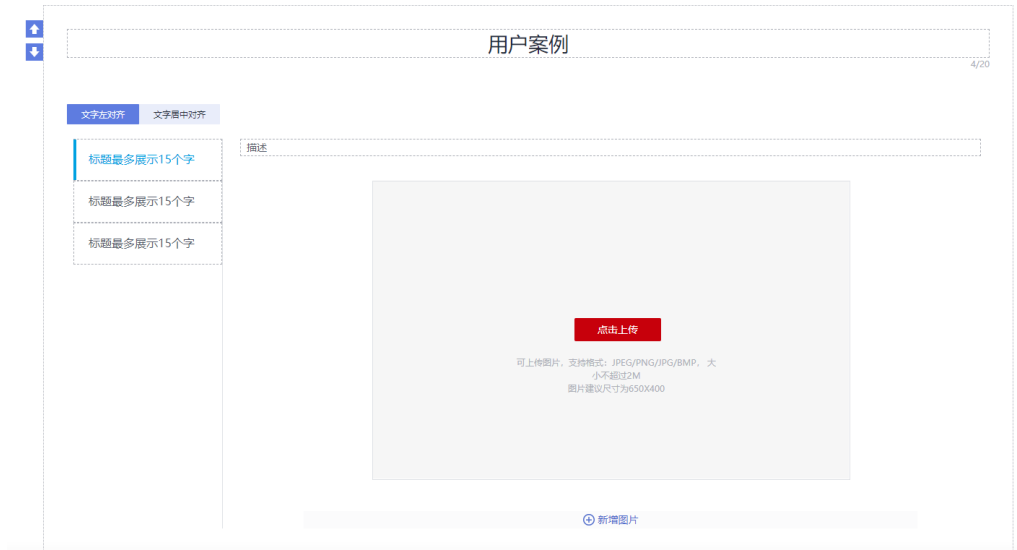 用户案例
4/20
文字左对齐 文字居中对齐
标题最多展示15个字
标题最多展示15个字
标题最多展示15个字
描述
点击上传
可上传图片，支持格式：JPEG/PNG/JPG/BMP， 大
小不超过2M
图片建议尺寸为650X400
新增图片